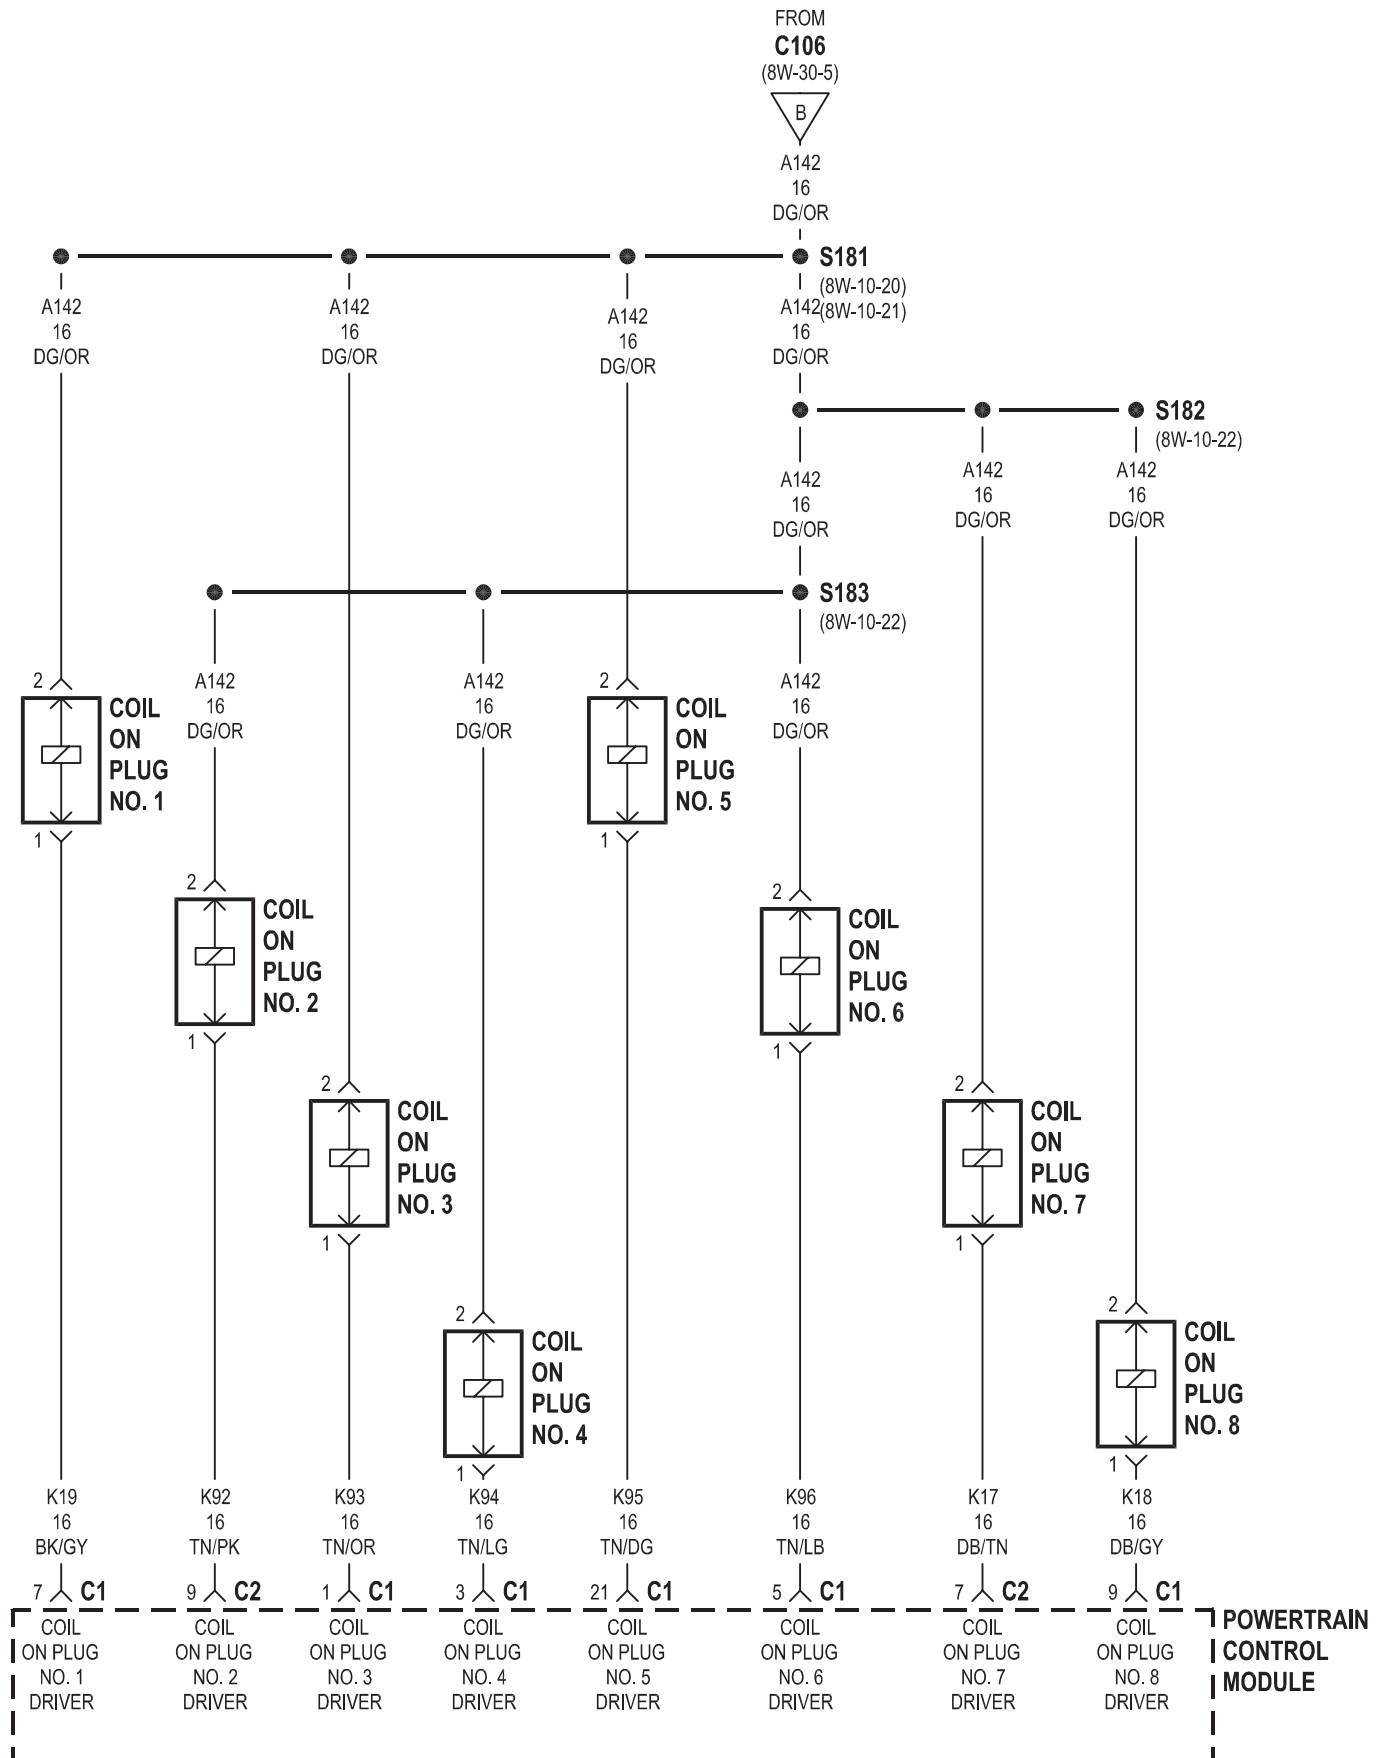 FROM
C106
(8W-30-5)
B
A142
16
DG/OR
S181
(8W-10-20)
(8W-10-21)
A142
16
DG/OR
A142
16
DG/OR
A142
16
DG/OR
A142
16
DG/OR
S182
(8W-10-22)
A142
16
DG/OR
A142
16
DG/OR
A142
16
DG/OR
S183
(8W-10-22)
A142
16
DG/OR
A142
16
DG/OR
A142
16
DG/OR
2
COIL
ON
PLUG
NO. 1
1
2
COIL
ON
PLUG
NO. 5
1
2
COIL
ON
PLUG
NO. 2
1
2
COIL
ON
PLUG
NO. 6
1
2
COIL
ON
PLUG
NO. 3
1
2
COIL
ON
PLUG
NO. 7
1
2
COIL
ON
PLUG
NO. 4
1
2
COIL
ON
PLUG
NO. 8
1
K19
16
BK/GY
7 C1
K92
16
TN/PK
9 C2
K93
16
TN/OR
1 C1
K94
16
TN/LG
3 C1
K95
16
TN/DG
21 C1
K96
16
TN/LB
5 C1
K17
16
DB/TN
7 C2
K18
16
DB/GY
9 C1
COIL
ON PLUG
NO. 1
DRIVER
COIL
ON PLUG
NO. 2
DRIVER
COIL
ON PLUG
NO. 3
DRIVER
COIL
ON PLUG
NO. 4
DRIVER
COIL
ON PLUG
NO. 5
DRIVER
COIL
ON PLUG
NO. 6
DRIVER
COIL
ON PLUG
NO. 7
DRIVER
COIL
ON PLUG
NO. 8
DRIVER
POWERTRAIN
CONTROL
MODULE